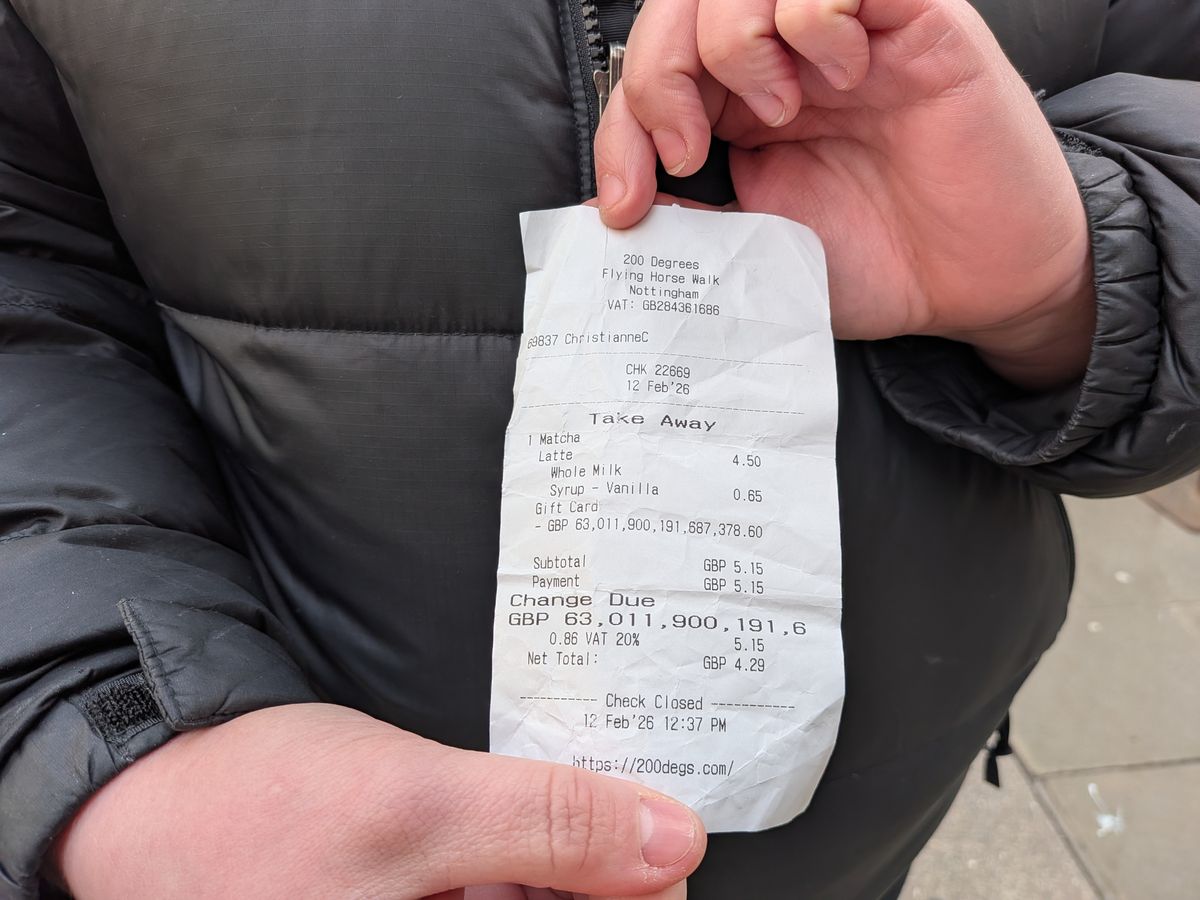 200 Degrees
Flying Horse Walk
Nottingham
VAT: GB284361686
69837 ChristianneC
CHK 22669
12 Feb'26
Take Away
1 Matcha
Latte 4.50
Whole Milk
Syrup - Vanilla 0.65
Gift Card
- GBP 63,011,900,191,687,378.60
Subtotal GBP 5.15
Payment GBP 5.15
Change Due
GBP 63,011,900,191,6
0.86 VAT 20% 5.15
Net Total: GBP 4.29
----------- Check Closed ------------
12 Feb'26 12:37 PM
https://200degs.com/